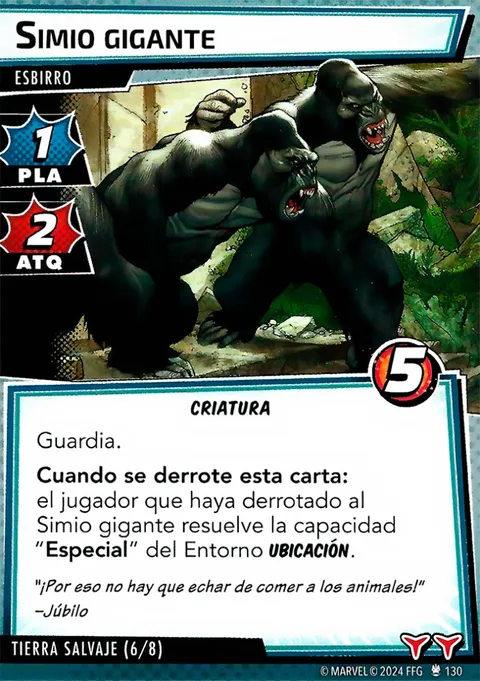 Simio gigante
ESBIRRO
1
PLA
2
ATQ
5
CRIATURA
Guardia.
Cuando se derrote esta carta:
el jugador que haya derrotado al
Simio gigante resuelve la capacidad
“Especial” del Entorno UBICACIÓN.
"¡Por eso no hay que echar de comer a los animales!"
–Júbilo
TIERRA SALVAJE (6/8)
© MARVEL © 2024 FFG 130